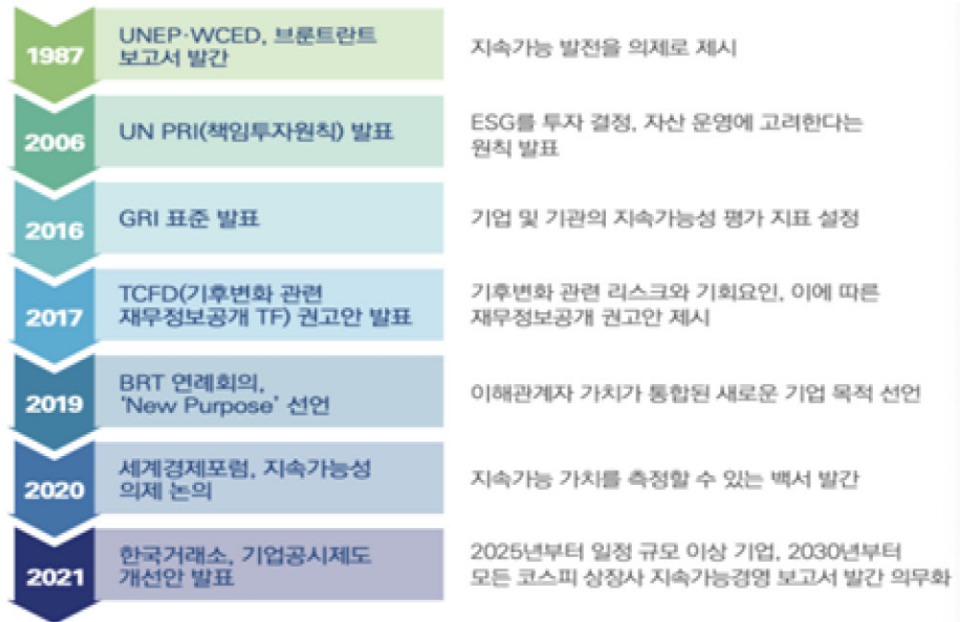 1987
UNEP·WCED, 브룬트란트
보고서 발간
지속가능 발전을 의제로 제시
2006
UN PRI(책임투자원칙) 발표
ESG를 투자 결정, 자산 운영에 고려한다는
원칙 발표
2016
GRI 표준 발표
기업 및 기관의 지속가능성 평가 지표 설정
2017
TCFD(기후변화 관련
재무정보공개 TF) 권고안 발표
기후변화 관련 리스크와 기회요인, 이에 따른
재무정보공개 권고안 제시
2019
BRT 연례회의,
'New Purpose' 선언
이해관계자 가치가 통합된 새로운 기업 목적 선언
2020
세계경제포럼, 지속가능성
의제 논의
지속가능 가치를 측정할 수 있는 백서 발간
2021
한국거래소, 기업공시제도
개선안 발표
2025년부터 일정 규모 이상 기업, 2030년부터
모든 코스피 상장사 지속가능경영 보고서 발간 의무화